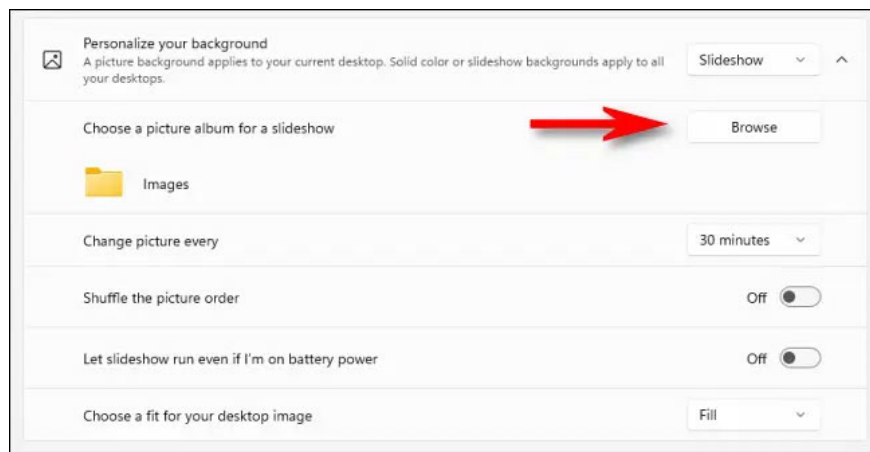 Personalize your background
A picture background applies to your current desktop. Solid color or slideshow backgrounds apply to all
your desktops.
Slideshow
Choose a picture album for a slideshow
Browse
Images
Change picture every
30 minutes
Shuffle the picture order
Off
Let slideshow run even if I'm on battery power
Off
Choose a fit for your desktop image
Fill